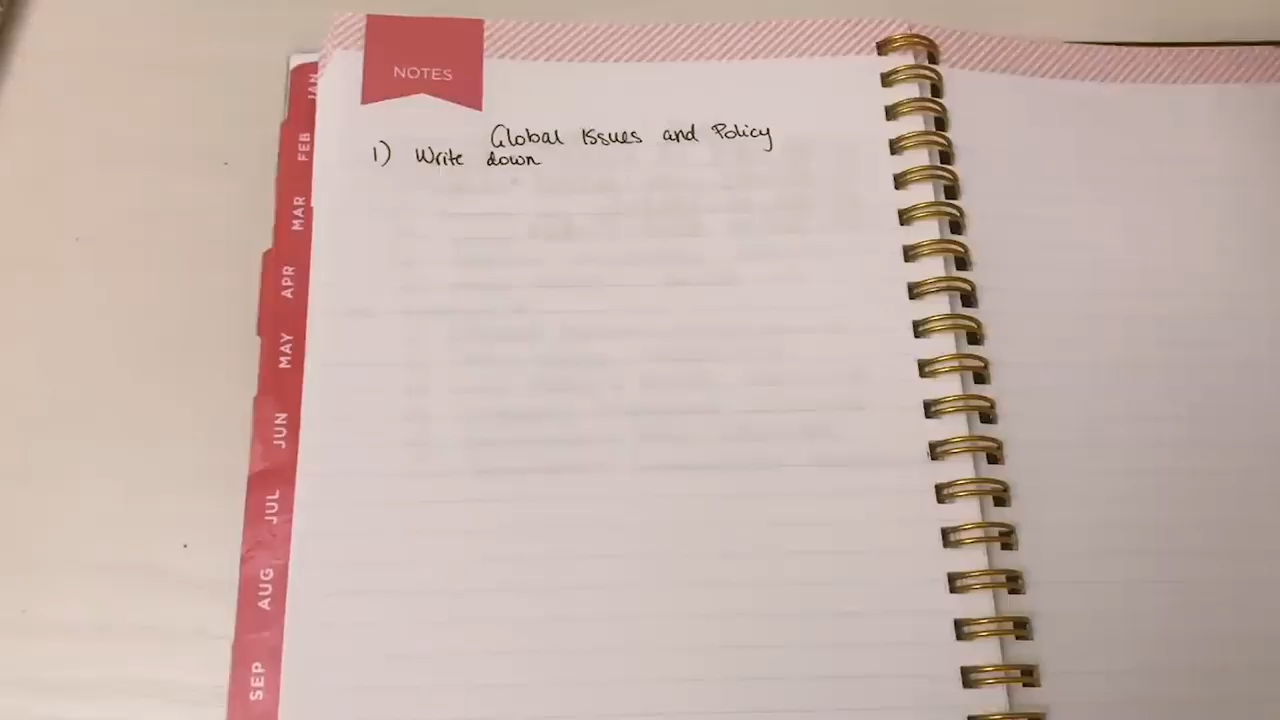 NOTES
Global Issues and Policy
1) Write down
JAN
FEB
MAR
APR
MAY
JUN
JUL
AUG
SEP